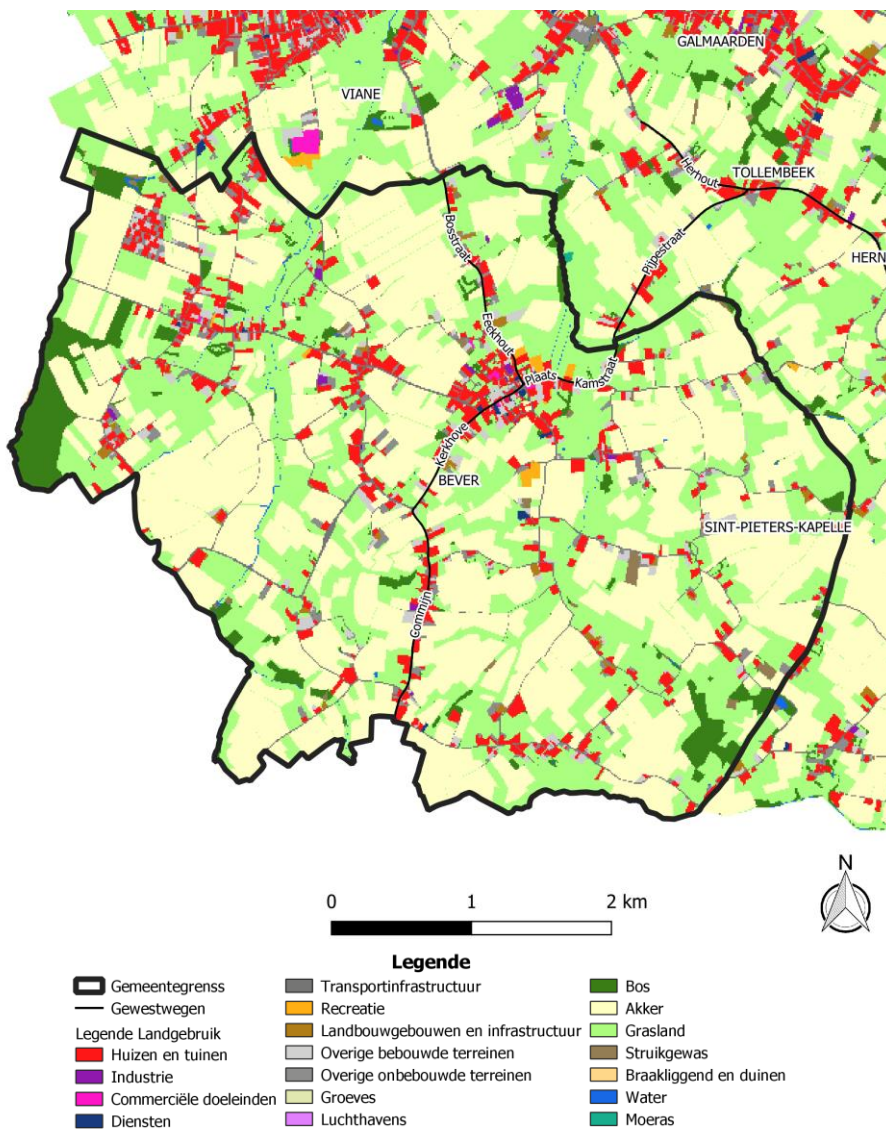 GALMAARDEN
VIANE
Herhout
TOLLEMBEEK
Bosstraat
Pijpestraat
HERN
Eeckhout
Plaats
Kamstraat
Kerkhove
BEVER
SINT-PIETERS-KAPELLE
Commijn
N
0 1 2 km
Legende
Gemeentegrenss
Gewestwegen
Legende Landgebruik
Huizen en tuinen
Industrie
Commerciële doeleinden
Diensten
Transportinfrastructuur
Recreatie
Landbouwgebouwen en infrastructuur
Overige bebouwde terreinen
Overige onbebouwde terreinen
Groeves
Luchthavens
Bos
Akker
Grasland
Struikgewas
Braakliggend en duinen
Water
Moeras